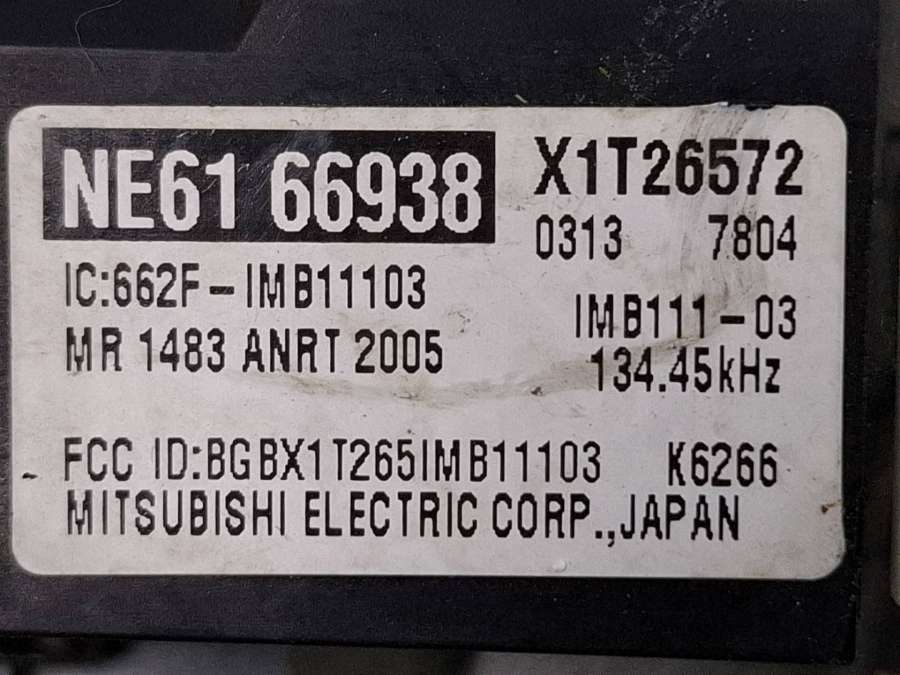 NE61 66938 X1T26572
0313 7804
IC:662F-IMB11103
IMB111-03
MR 1483 ANRT 2005
134.45kHz
FCC ID:BGBX1T265IMB11103 K6266
MITSUBISHI ELECTRIC CORP.,JAPAN